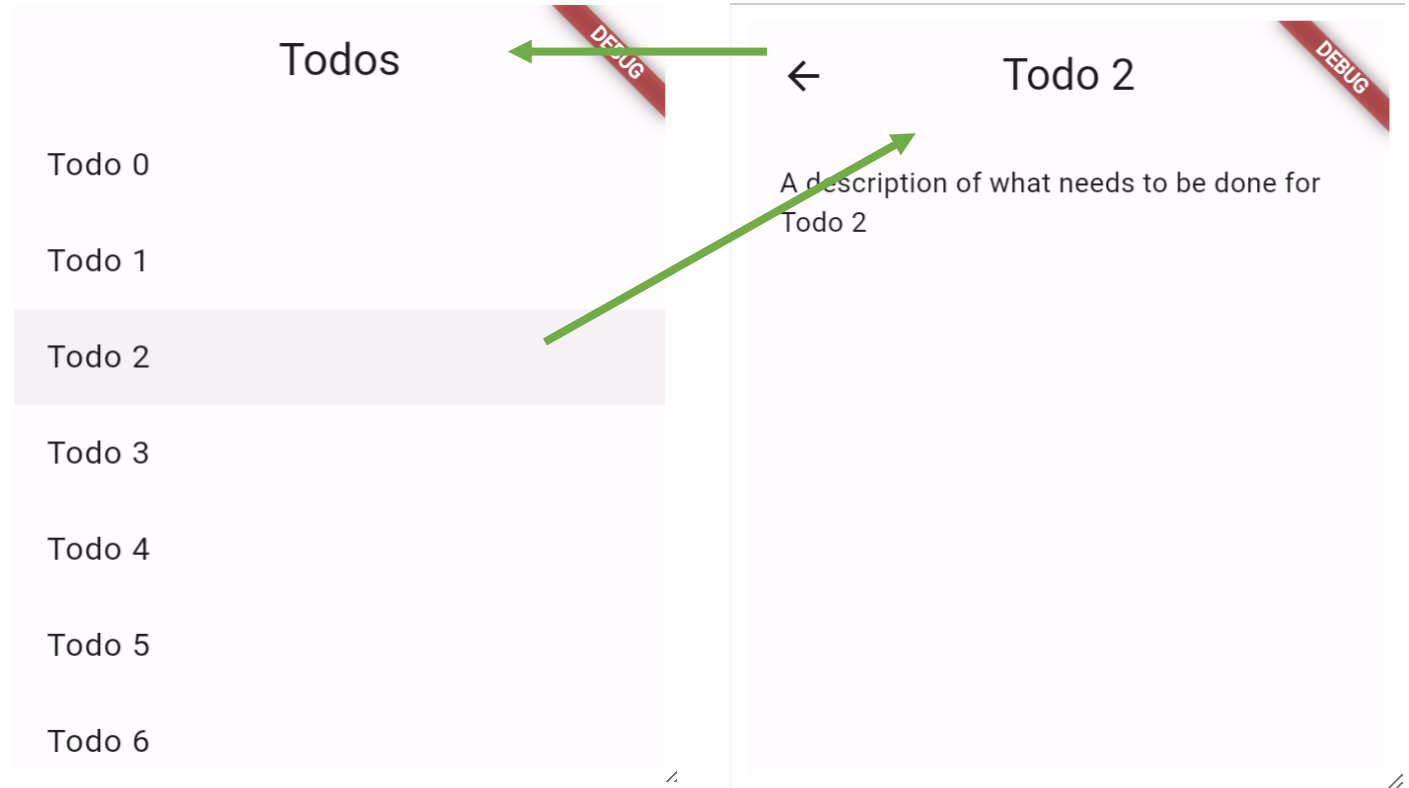 Todos
DEBUG
Todo 0
Todo 1
Todo 2
Todo 3
Todo 4
Todo 5
Todo 6
Todo 2
DEBUG
A description of what needs to be done for
Todo 2